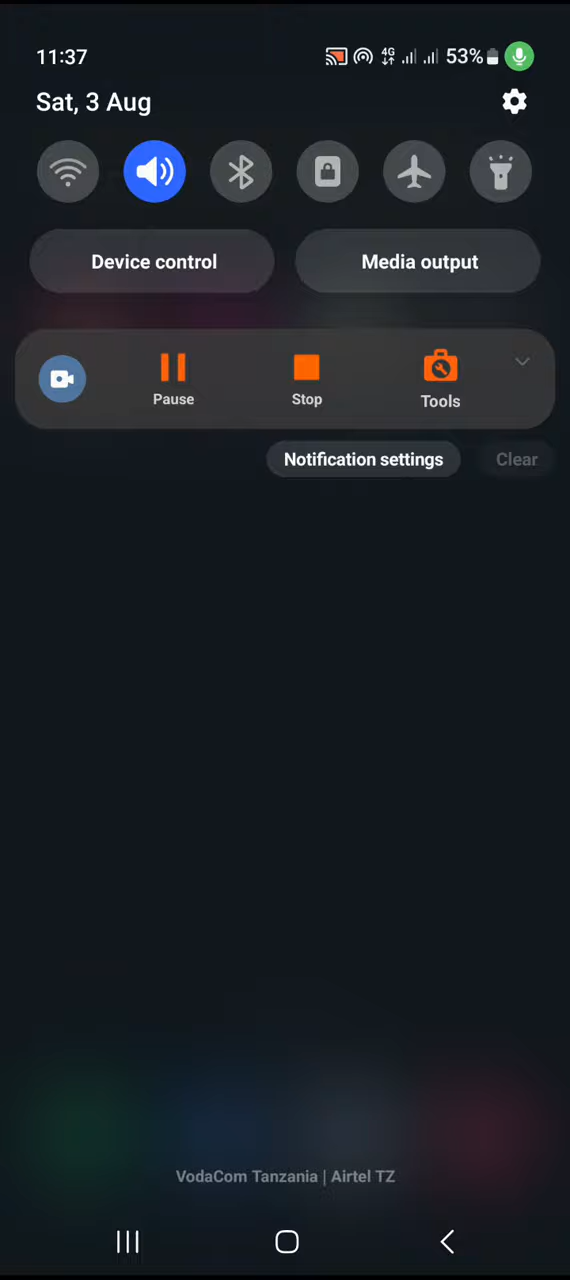 11:37 4G 53%
Sat, 3 Aug
Device control Media output
Pause Stop Tools
Notification settings Clear
VodaCom Tanzania | Airtel TZ